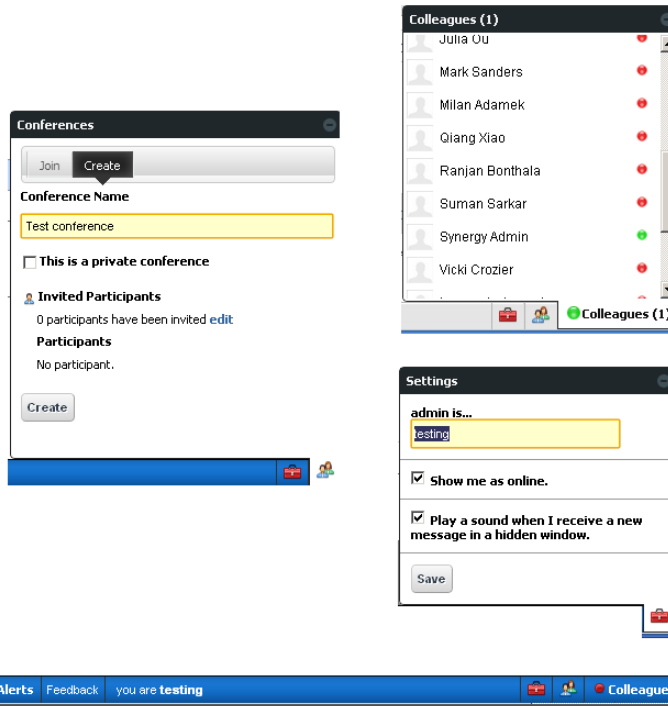 Colleagues (1)
Julia Ou
Mark Sanders
Milan Adamek
Qiang Xiao
Ranjan Bonthala
Suman Sarkar
Synergy Admin
Vicki Crozier
Colleagues (1)
Conferences
Join Create
Conference Name
Test conference
This is a private conference
Invited Participants
0 participants have been invited edit
Participants
No participant.
Create
Settings
admin is...
testing
Show me as online.
Play a sound when I receive a new
message in a hidden window.
Save
Alerts Feedback you are testing Colleague